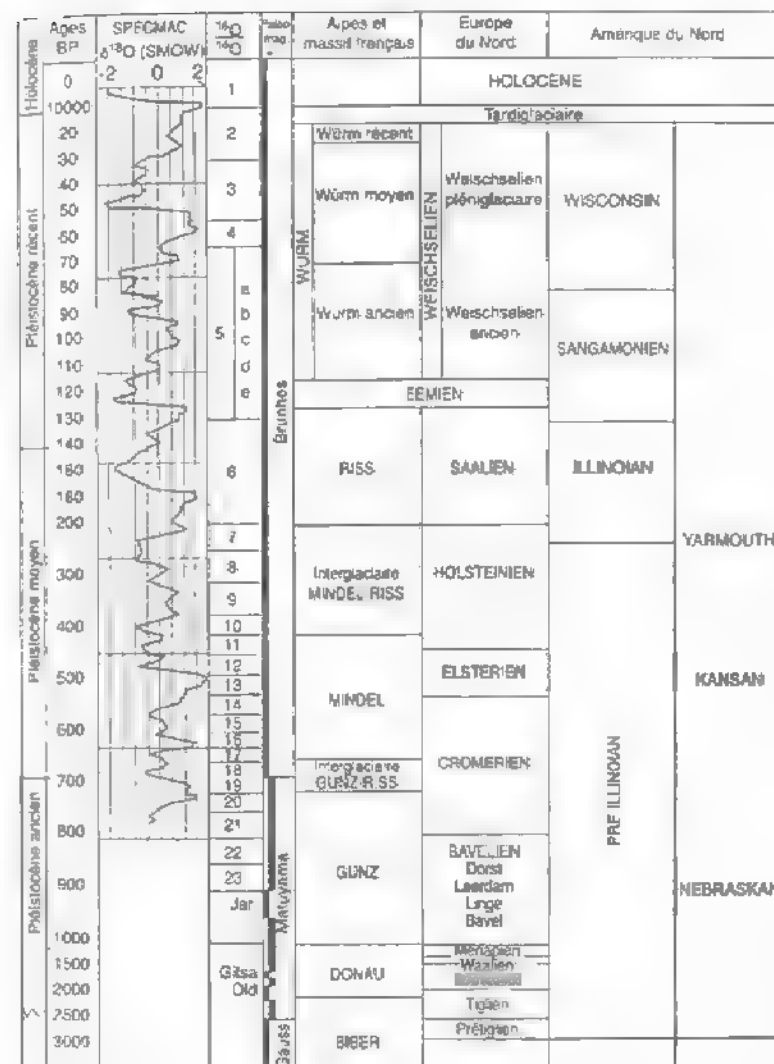 Ages
BP
SPECMAC
δ¹⁸O (SMOW)
-2 0 2
¹⁸O
¹⁶O
Paléo
mag.
Alpes et
massif français
Europe
du Nord
Amérique du Nord
Holocène
Pléistocène récent
Pléistocène moyen
Pléistocène ancien
0
10000
20
30
40
50
60
70
80
90
100
110
120
130
140
150
160
200
300
400
500
600
700
800
900
1000
1500
2000
2500
3000
1
2
3
4
5
a
b
c
d
e
6
7
8
9
10
11
12
13
14
15
16
17
18
19
20
21
22
23
Jar
Gilsa
Old
Brunhes
Matuyama
Gauss
HOLOCENE
Tardiglaciaire
WÜRM
Würm récent
Würm moyen
Würm ancien
WEISCHSELIEN
Weischselien
pléniglaciaire
Weischselien
ancien
WISCONSIN
SANGAMONIEN
EEMIEN
RISS
SAALIEN
ILLINOIAN
Interglaciaire
MINDEL RISS
HOLSTEINIEN
YARMOUTH
MINDEL
ELSTERIEN
KANSAN
Interglaciaire
GUNZ-RISS
CROMERIEN
PRE ILLINOIAN
GÜNZ
BAVELIEN
Dorst
Leerdam
Linge
Bavel
NEBRASKAN
DONAU
Ménapien
Waalien
Tiglien
BIBER
Prétiglien